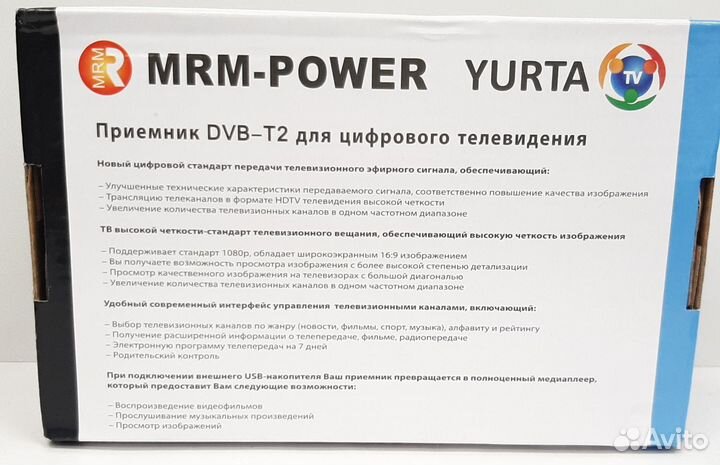 MRM
MRM-POWER YURTA TV
Приемник DVB-T2 для цифрового телевидения
Новый цифровой стандарт передачи телевизионного эфирного сигнала, обеспечивающий:
– Улучшенные технические характеристики передаваемого сигнала, соответственно повышение качества изображения
– Трансляцию телеканалов в формате HDTV телевидения высокой четкости
– Увеличение количества телевизионных каналов в одном частотном диапазоне
ТВ высокой четкости-стандарт телевизионного вещания, обеспечивающий высокую четкость изображения
– Поддерживает стандарт 1080p, обладает широкоэкранным 16:9 изображением
– Вы получаете возможность просмотра изображения с более высокой степенью детализации
– Просмотр качественного изображения на телевизорах с большой диагональю
– Увеличение количества телевизионных каналов в одном частотном диапазоне
Удобный современный интерфейс управления телевизионными каналами, включающий:
– Выбор телевизионных каналов по жанру (новости, фильмы, спорт, музыка), алфавиту и рейтингу
– Получение расширенной информации о телепередаче, фильме, радиопередаче
– Электронную программу телепередач на 7 дней
– Родительский контроль
При подключении внешнего USB-накопителя Ваш приемник превращается в полноценный медиаплеер,
который предоставит Вам следующие возможности:
– Воспроизведение видеофильмов
– Прослушивание музыкальных произведений
– Просмотр изображений
Avito